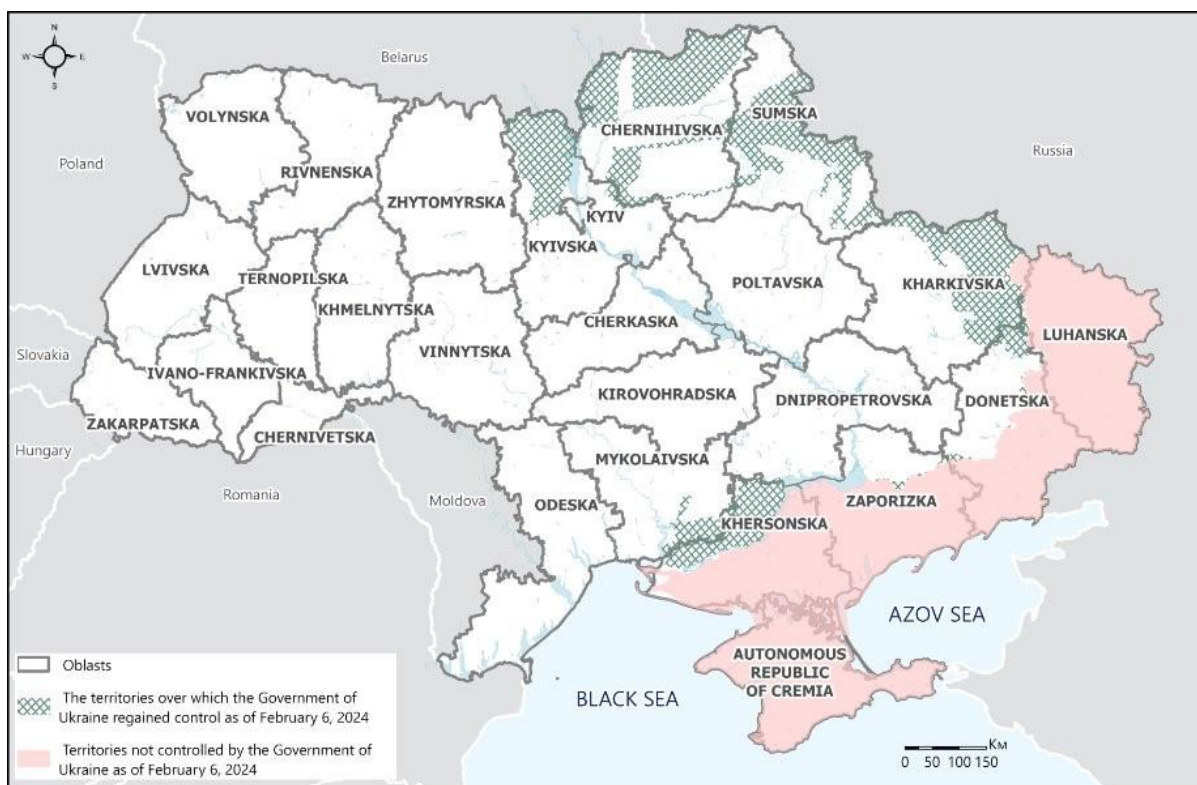 N
W E
S
Belarus
Poland
Russia
VOLYNSKA
RIVNENSKA
ZHYTOMYRSKA
CHERNIHIVSKA
SUMSKA
KYIV
KYIVSKA
LVIVSKA
TERNOPILSKA
KHMELNYTSKA
VINNYTSKA
CHERKASKA
POLTAVSKA
KHARKIVSKA
LUHANSKA
Slovakia
IVANO-FRANKIVSKA
ZAKARPATSKA
CHERNIVETSKA
KIROVOHRADSKA
DNIPROPETROVSKA
DONETSKA
Hungary
Romania
Moldova
ODESKA
MYKOLAIVSKA
KHERSONSKA
ZAPORIZKA
AZOV SEA
BLACK SEA
AUTONOMOUS
REPUBLIC
OF CREMIA
Oblasts
The territories over which the Government of
Ukraine regained control as of February 6, 2024
Territories not controlled by the Government of
Ukraine as of February 6, 2024
Км
0 50 100 150